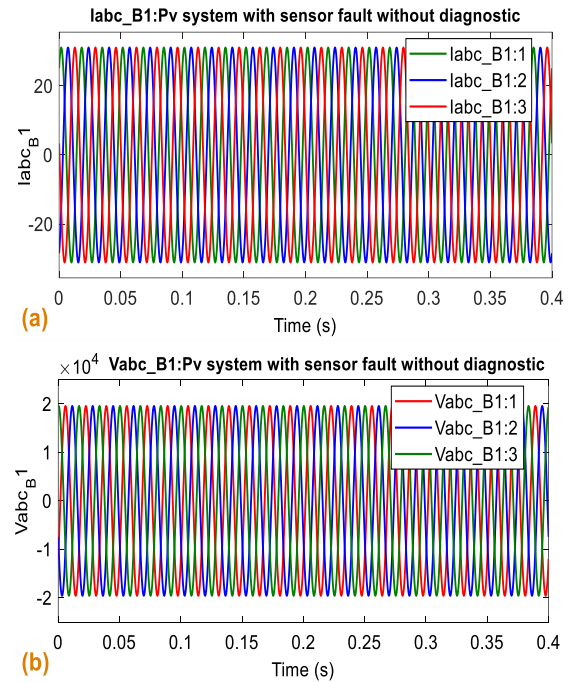 Iabc_B1:Pv system with sensor fault without diagnostic
Iabc_B1:1
Iabc_B1:2
Iabc_B1:3
20
0
-20
IabcB1
0 0.05 0.1 0.15 0.2 0.25 0.3 0.35 0.4
Time (s)
(a)
×10^4 Vabc_B1:Pv system with sensor fault without diagnostic
Vabc_B1:1
Vabc_B1:2
Vabc_B1:3
2
1
0
-1
-2
VabcB1
0 0.05 0.1 0.15 0.2 0.25 0.3 0.35 0.4
Time (s)
(b)